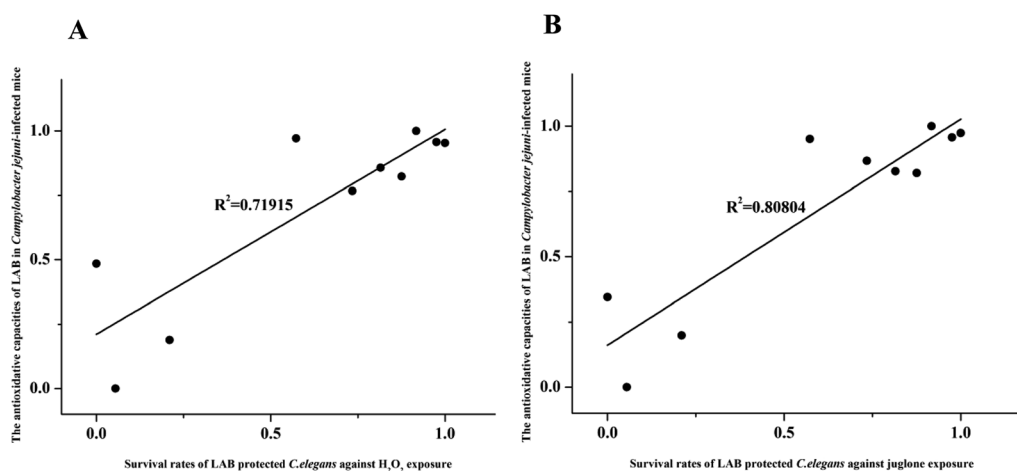 A
The antioxidative capacities of LAB in Campylobacter jejuni-infected mice
1.0
0.5
0.0
R²=0.71915
0.0 0.5 1.0
Survival rates of LAB protected C.elegans against H₂O₂ exposure
B
The antioxidative capacities of LAB in Campylobacter jejuni-infected mice
1.0
0.5
0.0
R²=0.80804
0.0 0.5 1.0
Survival rates of LAB protected C.elegans against juglone exposure